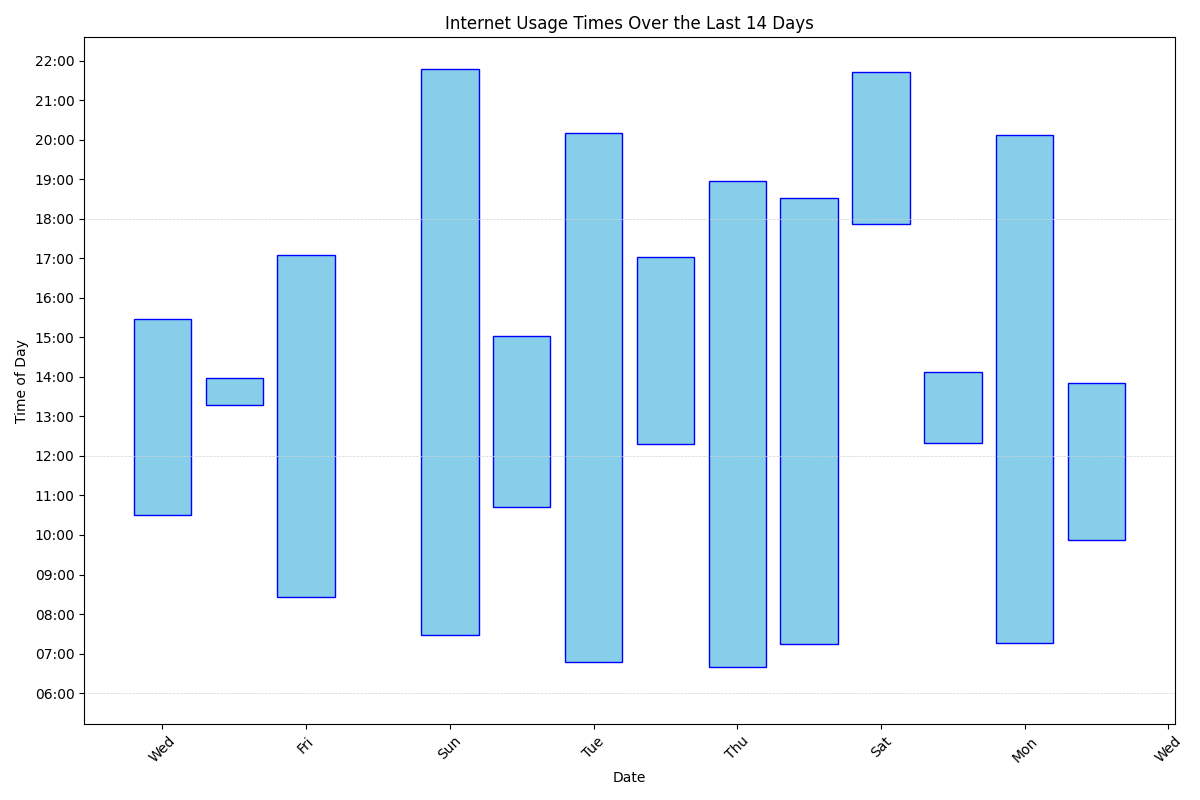 Internet Usage Times Over the Last 14 Days
22:00
21:00
20:00
19:00
18:00
17:00
16:00
15:00
14:00
13:00
12:00
11:00
10:00
09:00
08:00
07:00
06:00
Time of Day
Wed
Fri
Sun
Tue
Thu
Sat
Mon
Wed
Date